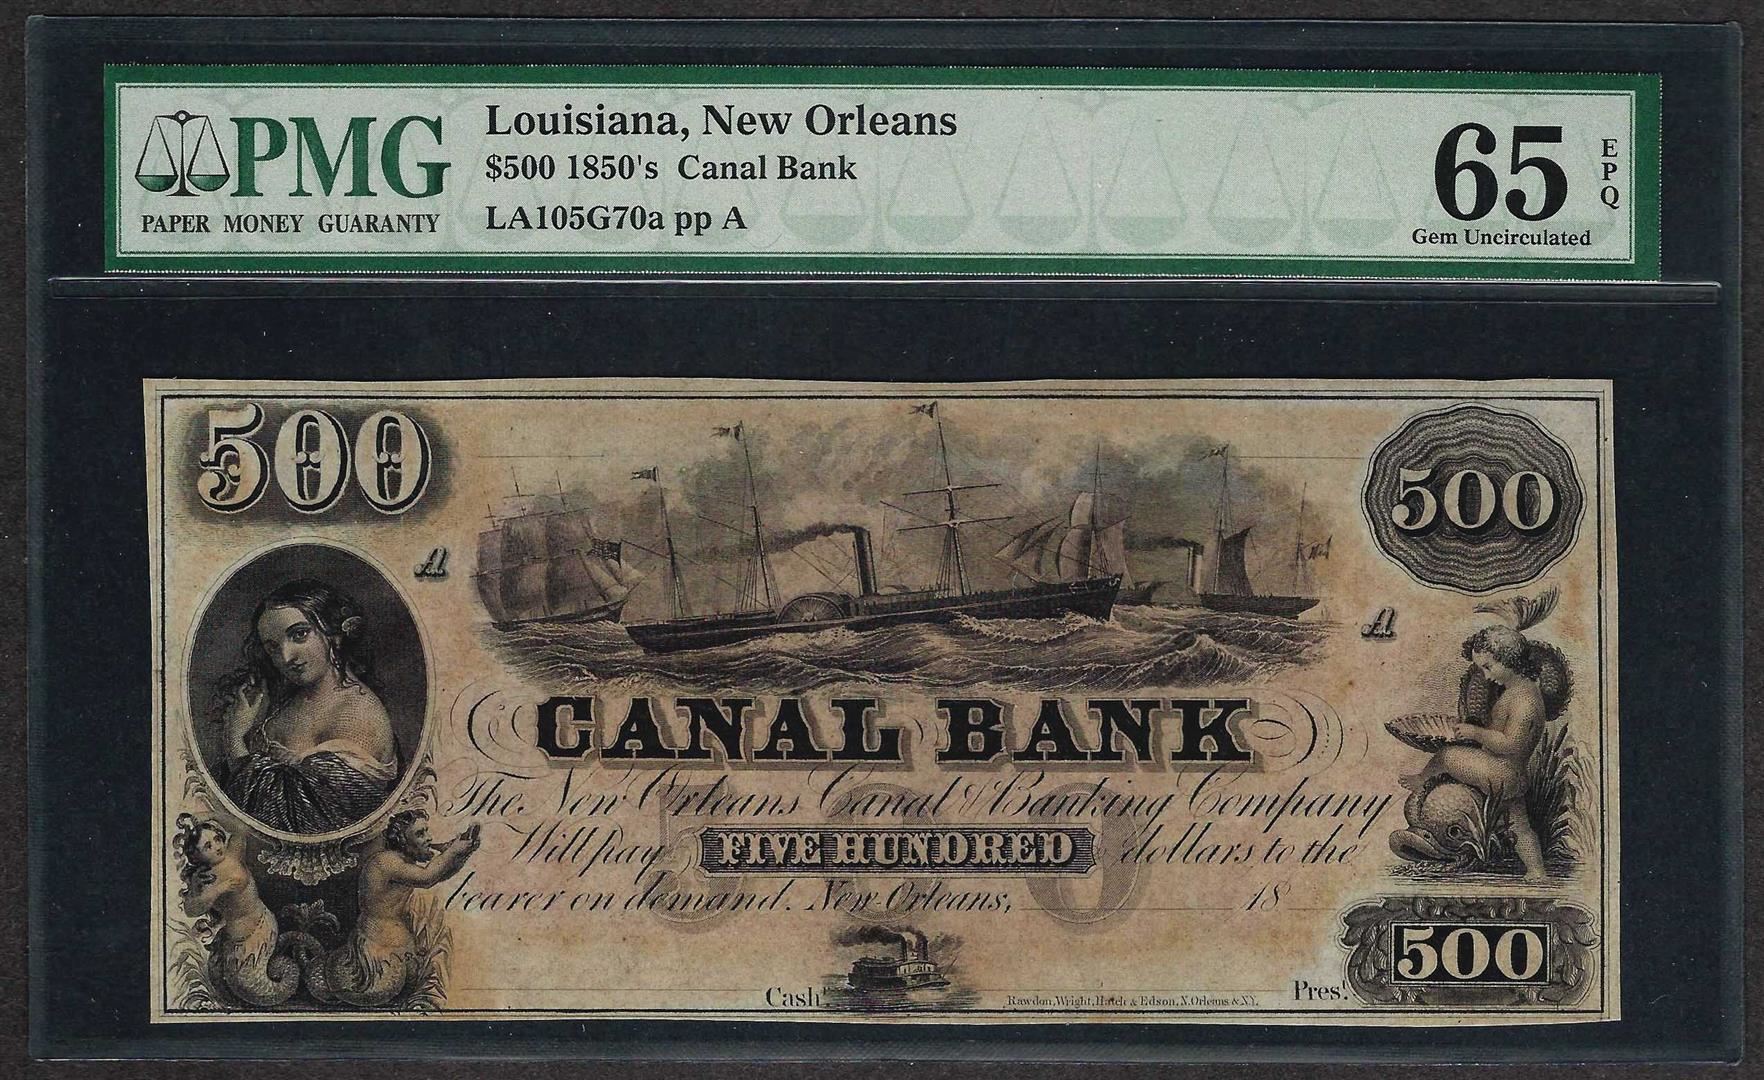 PMG
PAPER MONEY GUARANTY
Louisiana, New Orleans
$500 1850's Canal Bank
LA105G70a pp A
65
EPQ
Gem Uncirculated
500
500
A
A
CANAL BANK
The New Orleans Canal & Banking Company
Will pay FIVE HUNDRED dollars to the
bearer on demand. New Orleans, 18
500
500
Cash.r
Rawdon, Wright, Hatch & Edson, N. Orleans & N.Y.
Pres.t